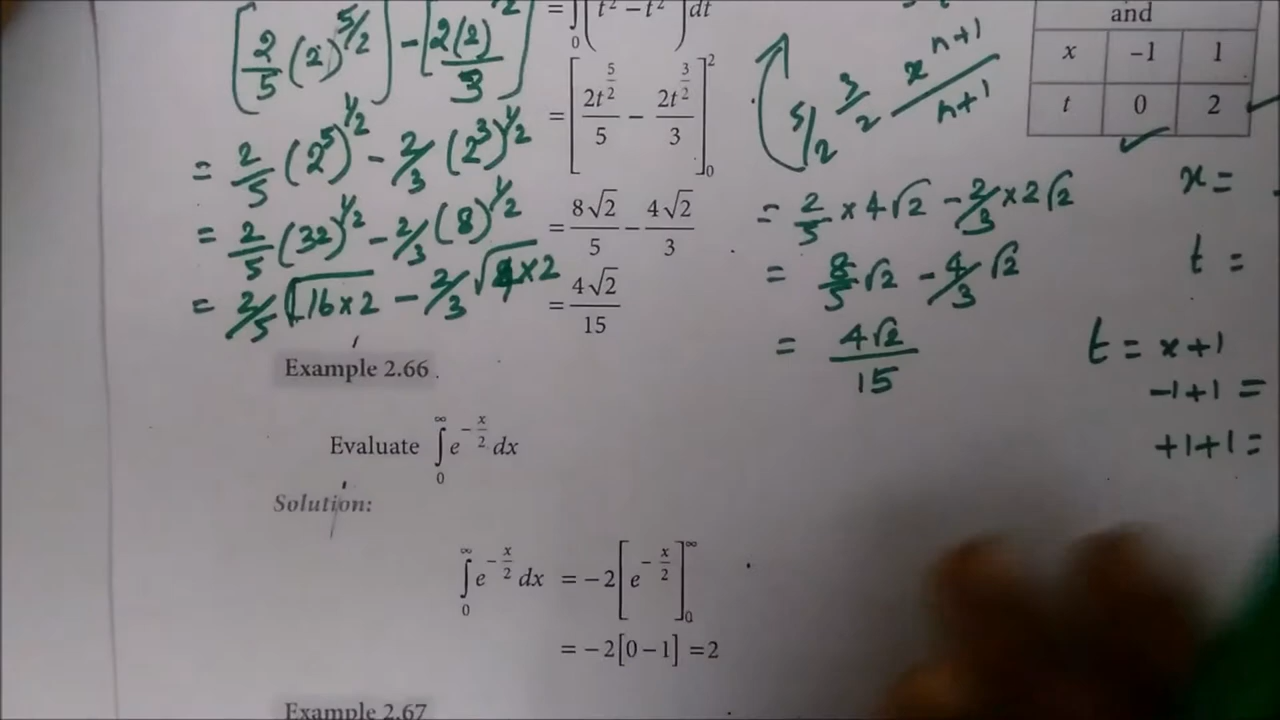 [2/5 (2)^5/2] - [2(2)/3
= 2/5 (2^5)^1/2 - 2/3 (2^3)^1/2
= 2/5 (32)^1/2 - 2/3 (8)^1/2
= 2/5 √16×2 - 2/3 √4×2
= ∫0 (t^2 - t^2) dt
= [2t^5/2 / 5 − 2t^3/2 / 3]_0^2
= 8√2/5 − 4√2/3
= 4√2/15
5/2 3/2 x^n+1 / n+1
= 2/5 × 4√2 - 2/3 × 2√2
= 8/5 √2 - 4/3 √2
= 4√2/15
and
x −1 1
t 0 2
x =
t =
t = x+1
-1+1 =
+1+1 =
Example 2.66
Evaluate ∫_0^∞ e^−x/2 dx
Solution:
∫_0^∞ e^−x/2 dx = −2[e^−x/2]_0^∞
= −2[0−1] =2
Example 2.67